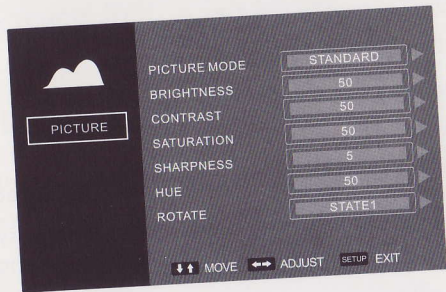 PICTURE
PICTURE MODE STANDARD
BRIGHTNESS 50
CONTRAST 50
SATURATION 50
SHARPNESS 5
HUE 50
ROTATE STATE1
MOVE ADJUST SETUP EXIT